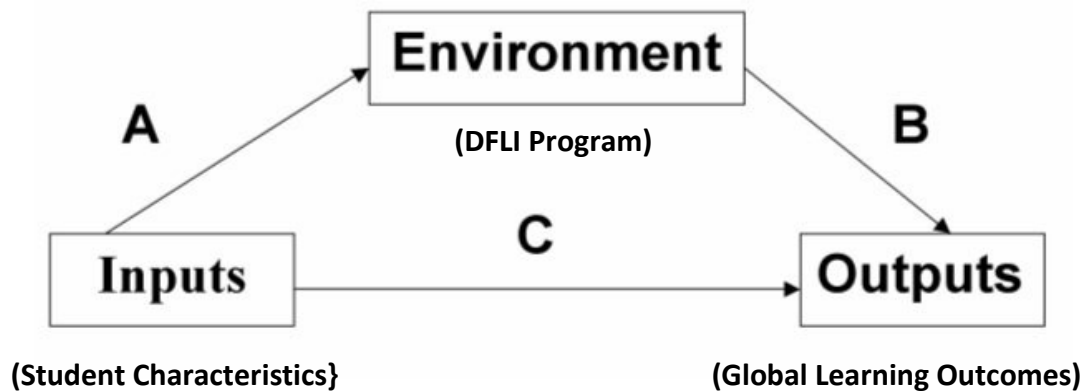 Environment
A
(DFLI Program)
B
C
Inputs
Outputs
(Student Characteristics}
(Global Learning Outcomes)